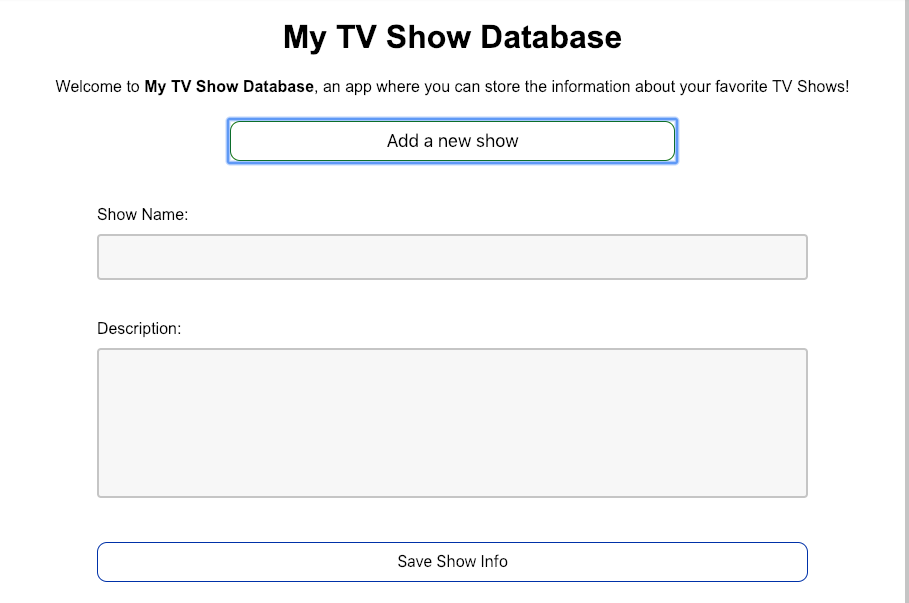 My TV Show Database
Welcome to My TV Show Database, an app where you can store the information about your favorite TV Shows!
Add a new show
Show Name:
Description:
Save Show Info